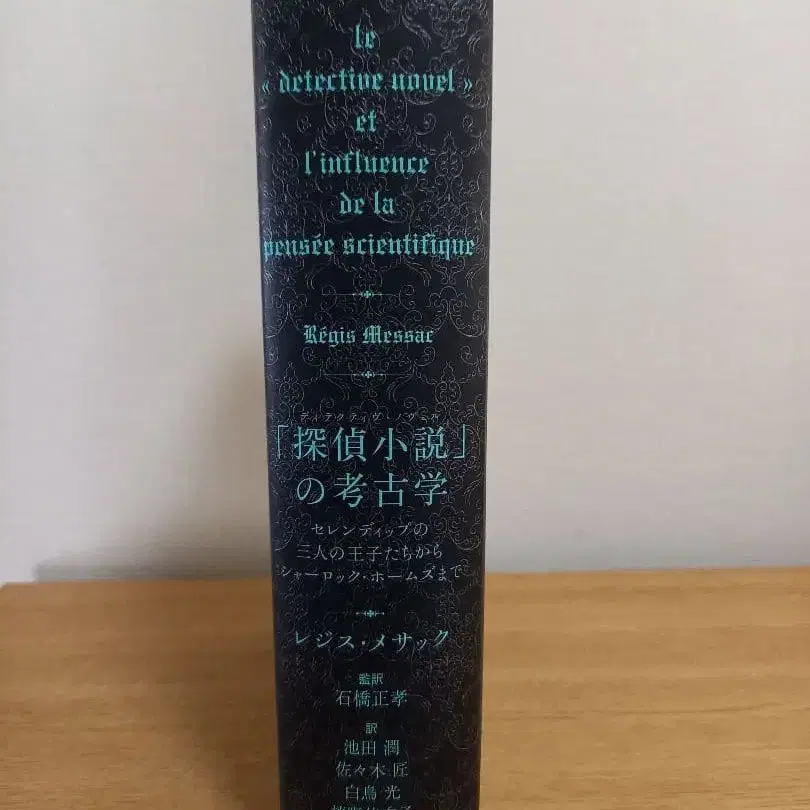 le
« detective novel »
et
l'influence
de la
pensée scientifique
Régis Messac
ディテクティヴ・ノヴェル
「探偵小説」
の考古学
セレンディップの
三人の王子たちから
シャーロック・ホームズまで
レジス・メサック
監訳
石橋正孝
訳
池田 潤
佐々木 匠
白鳥 光